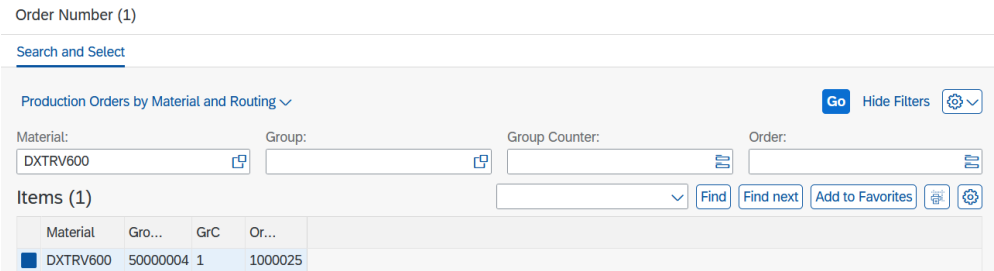 Order Number (1)
Search and Select
Production Orders by Material and Routing
Go Hide Filters
Material: Group: Group Counter: Order:
DXTRV600
Items (1)
Find Find next Add to Favorites
Material Gro... GrC Or...
DXTRV600 50000004 1 1000025